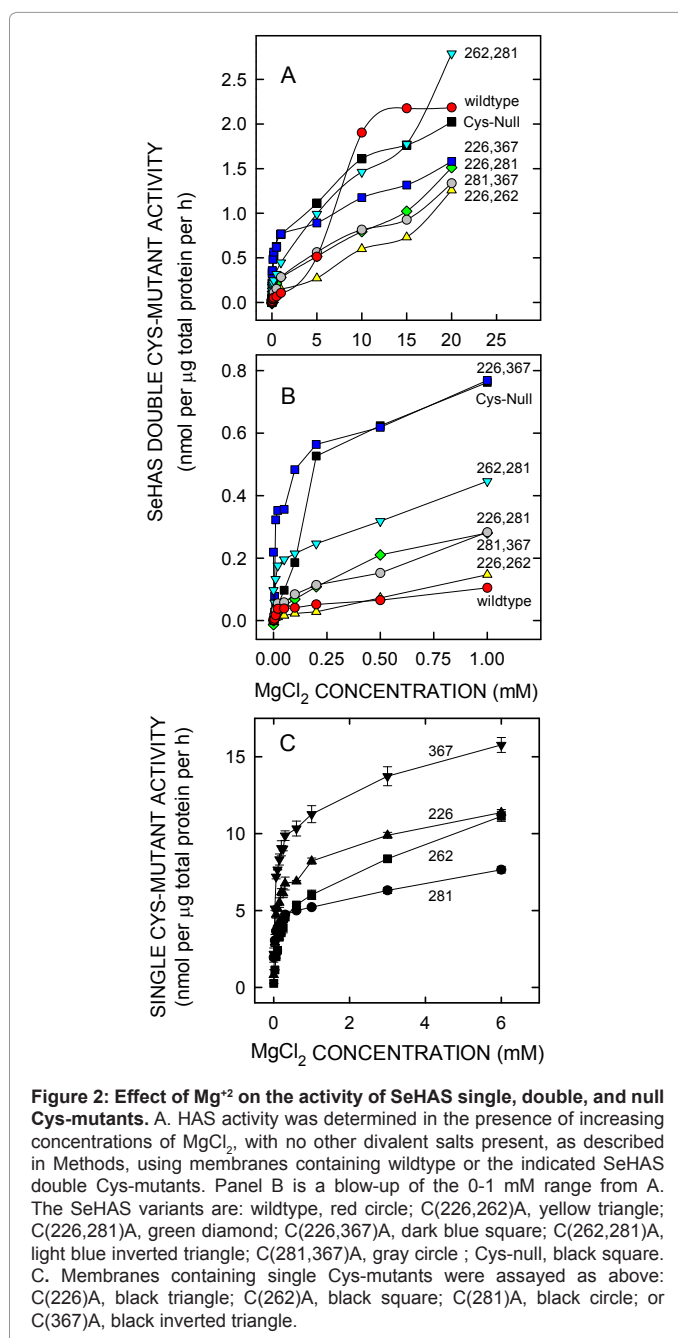 A
2.5
2.0
1.5
1.0
0.5
0.0
262,281
wildtype
Cys-Null
226,367
226,281
281,367
226,262
0 5 10 15 20 25
SeHAS DOUBLE CYS-MUTANT ACTIVITY
(nmol per μg total protein per h)
B
0.8
0.6
0.4
0.2
0.0
226,367
Cys-Null
262,281
226,281
281,367
226,262
wildtype
0.00 0.25 0.50 0.75 1.00
MgCl₂ CONCENTRATION (mM)
C
SINGLE CYS-MUTANT ACTIVITY
(nmol per μg total protein per h)
15
10
5
0
367
226
262
281
0 2 4 6
MgCl₂ CONCENTRATION (mM)
Figure 2: Effect of Mg⁺² on the activity of SeHAS single, double, and null
Cys-mutants. A. HAS activity was determined in the presence of increasing
concentrations of MgCl₂, with no other divalent salts present, as described
in Methods, using membranes containing wildtype or the indicated SeHAS
double Cys-mutants. Panel B is a blow-up of the 0-1 mM range from A.
The SeHAS variants are: wildtype, red circle; C(226,262)A, yellow triangle;
C(226,281)A, green diamond; C(226,367)A, dark blue square; C(262,281)A,
light blue inverted triangle; C(281,367)A, gray circle ; Cys-null, black square.
C. Membranes containing single Cys-mutants were assayed as above:
C(226)A, black triangle; C(262)A, black square; C(281)A, black circle; or
C(367)A, black inverted triangle.